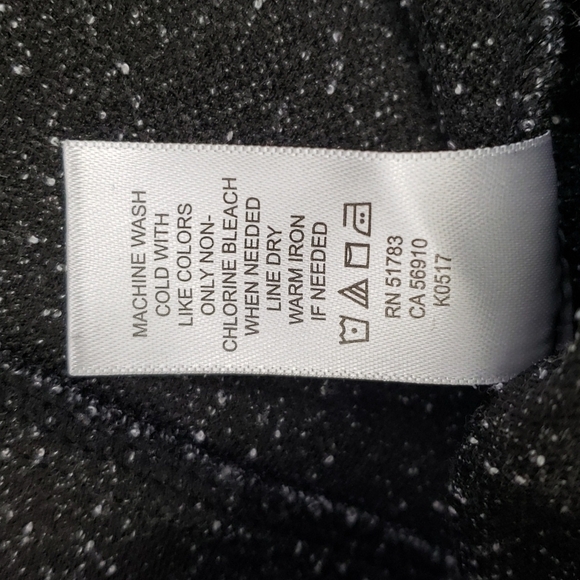 MACHINE WASH
COLD WITH
LIKE COLORS
ONLY NON-
CHLORINE BLEACH
WHEN NEEDED
LINE DRY
WARM IRON
IF NEEDED
RN 51783
CA 56910
K0517